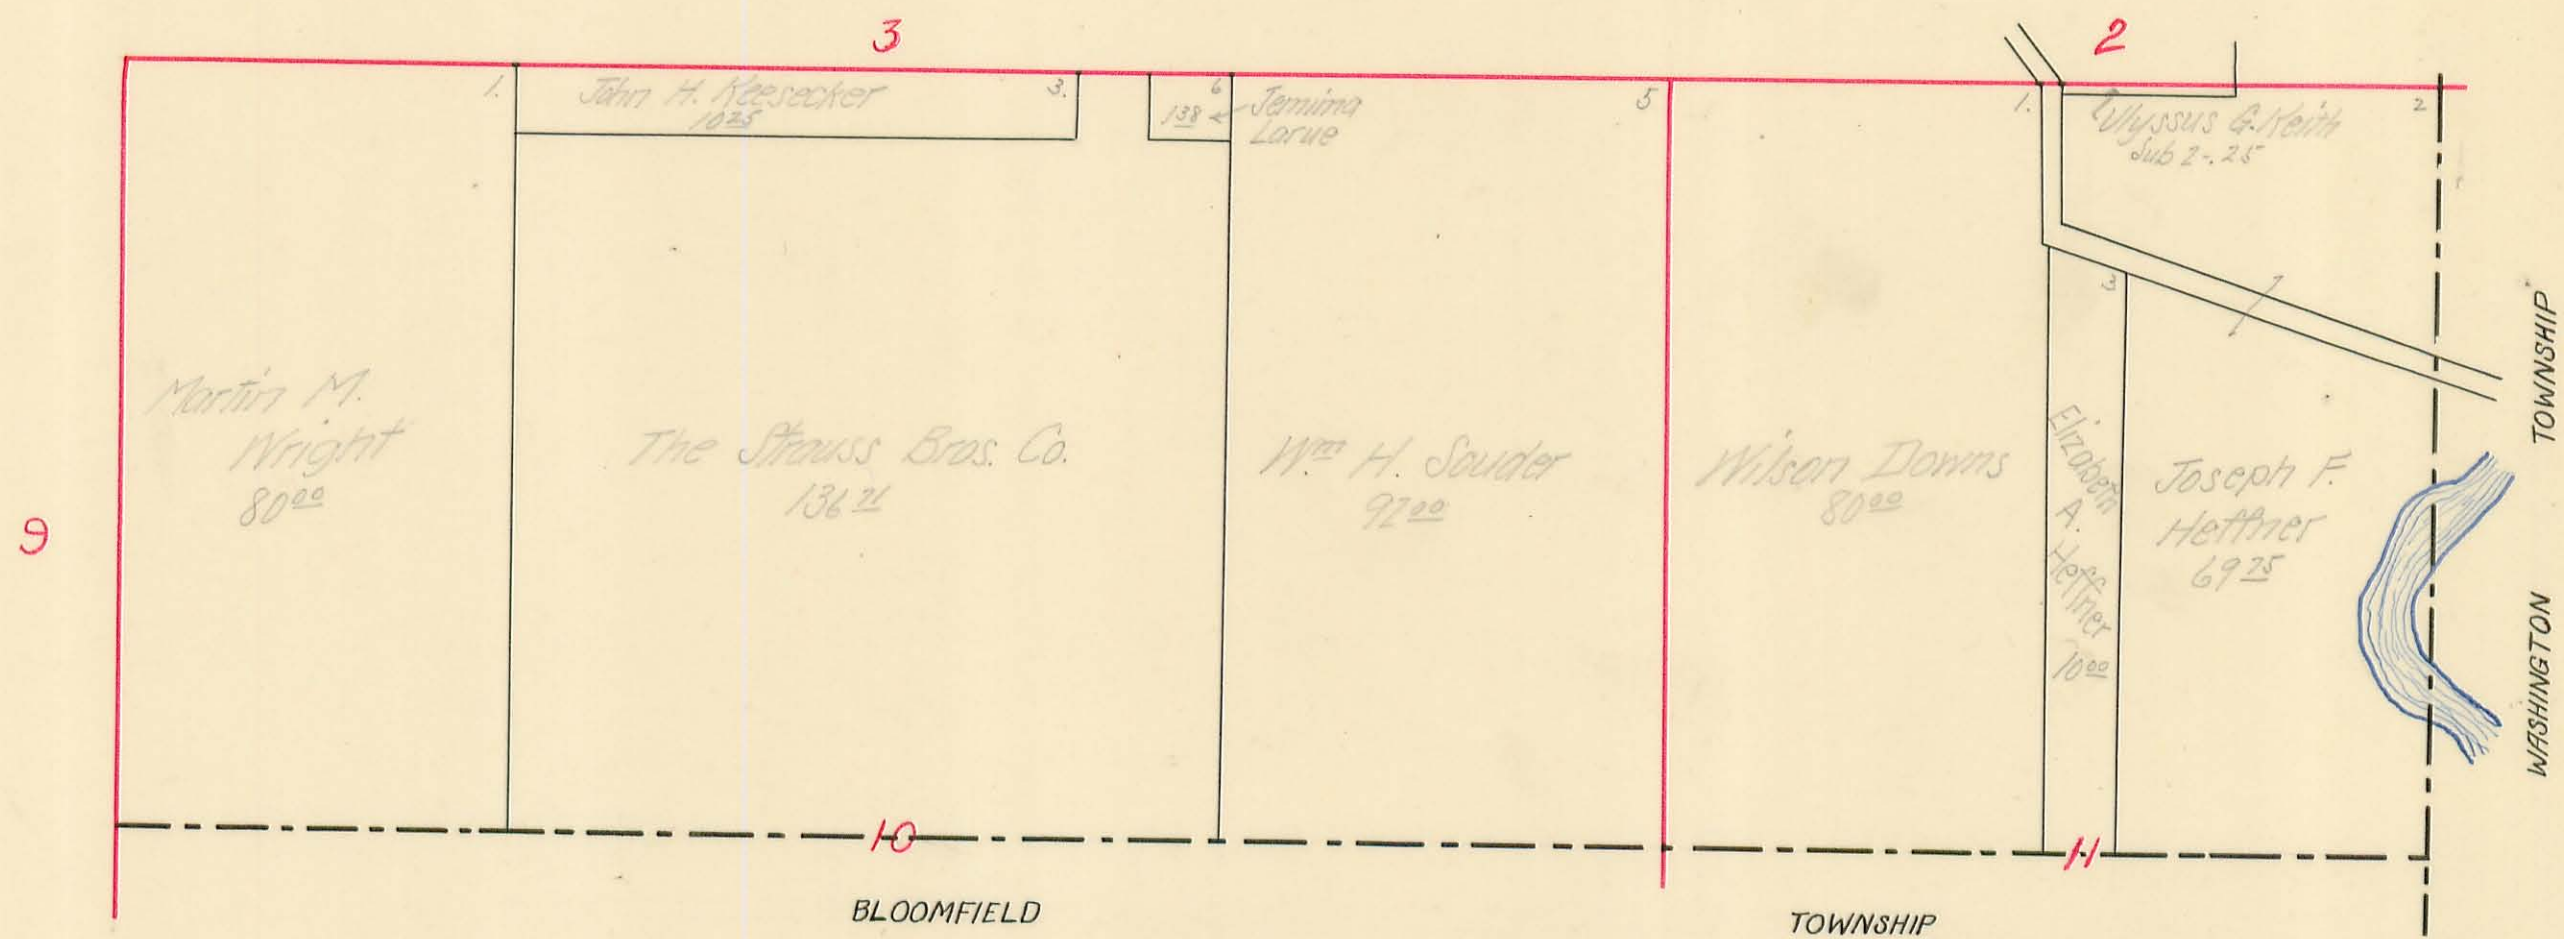 3
2
1.
John H. Keesecker
10 25
3.
6
1 38
Jemima
Larue
5
1.
Ulyssus G. Keith
Sub 2-.25
2
3
Martin M.
Wright
80 00
The Strauss Bros. Co.
136 71
Wm H. Souder
92 00
Wilson Downs
80 00
Elizabeth
A.
Heffner
10 00
Joseph F.
Heffner
69 75
9
10
11
BLOOMFIELD
TOWNSHIP
WASHINGTON
TOWNSHIP